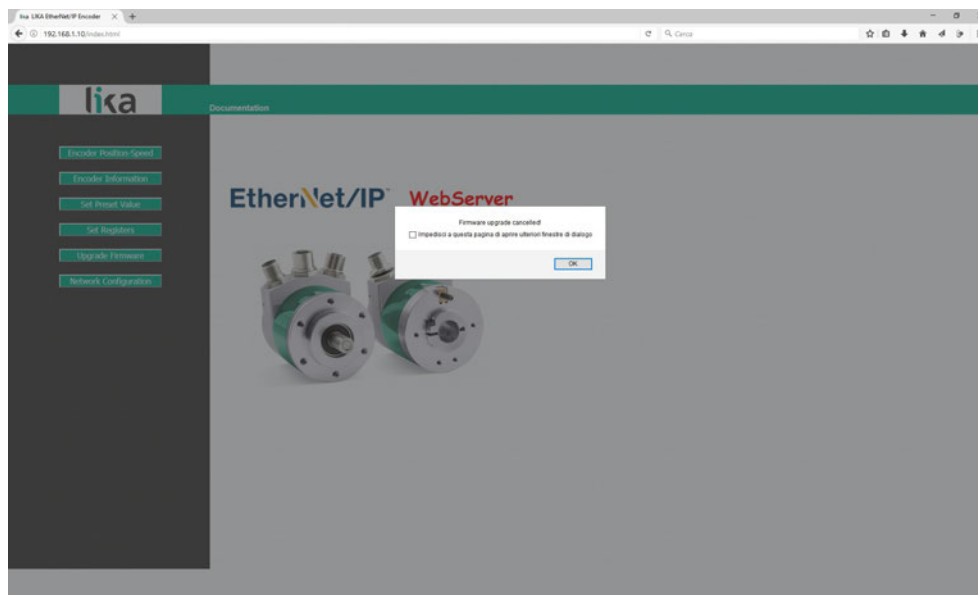 lika LIKA EtherNet/IP Encoder
192.168.1.10/index.html
Cerca
lika
Documentation
Encoder Position-Speed
Encoder Information
Set Preset Value
Set Registers
Upgrade Firmware
Network Configuration
EtherNet/IP™ WebServer
Firmware upgrade cancelled!
Impedisci a questa pagina di aprire ulteriori finestre di dialogo
OK